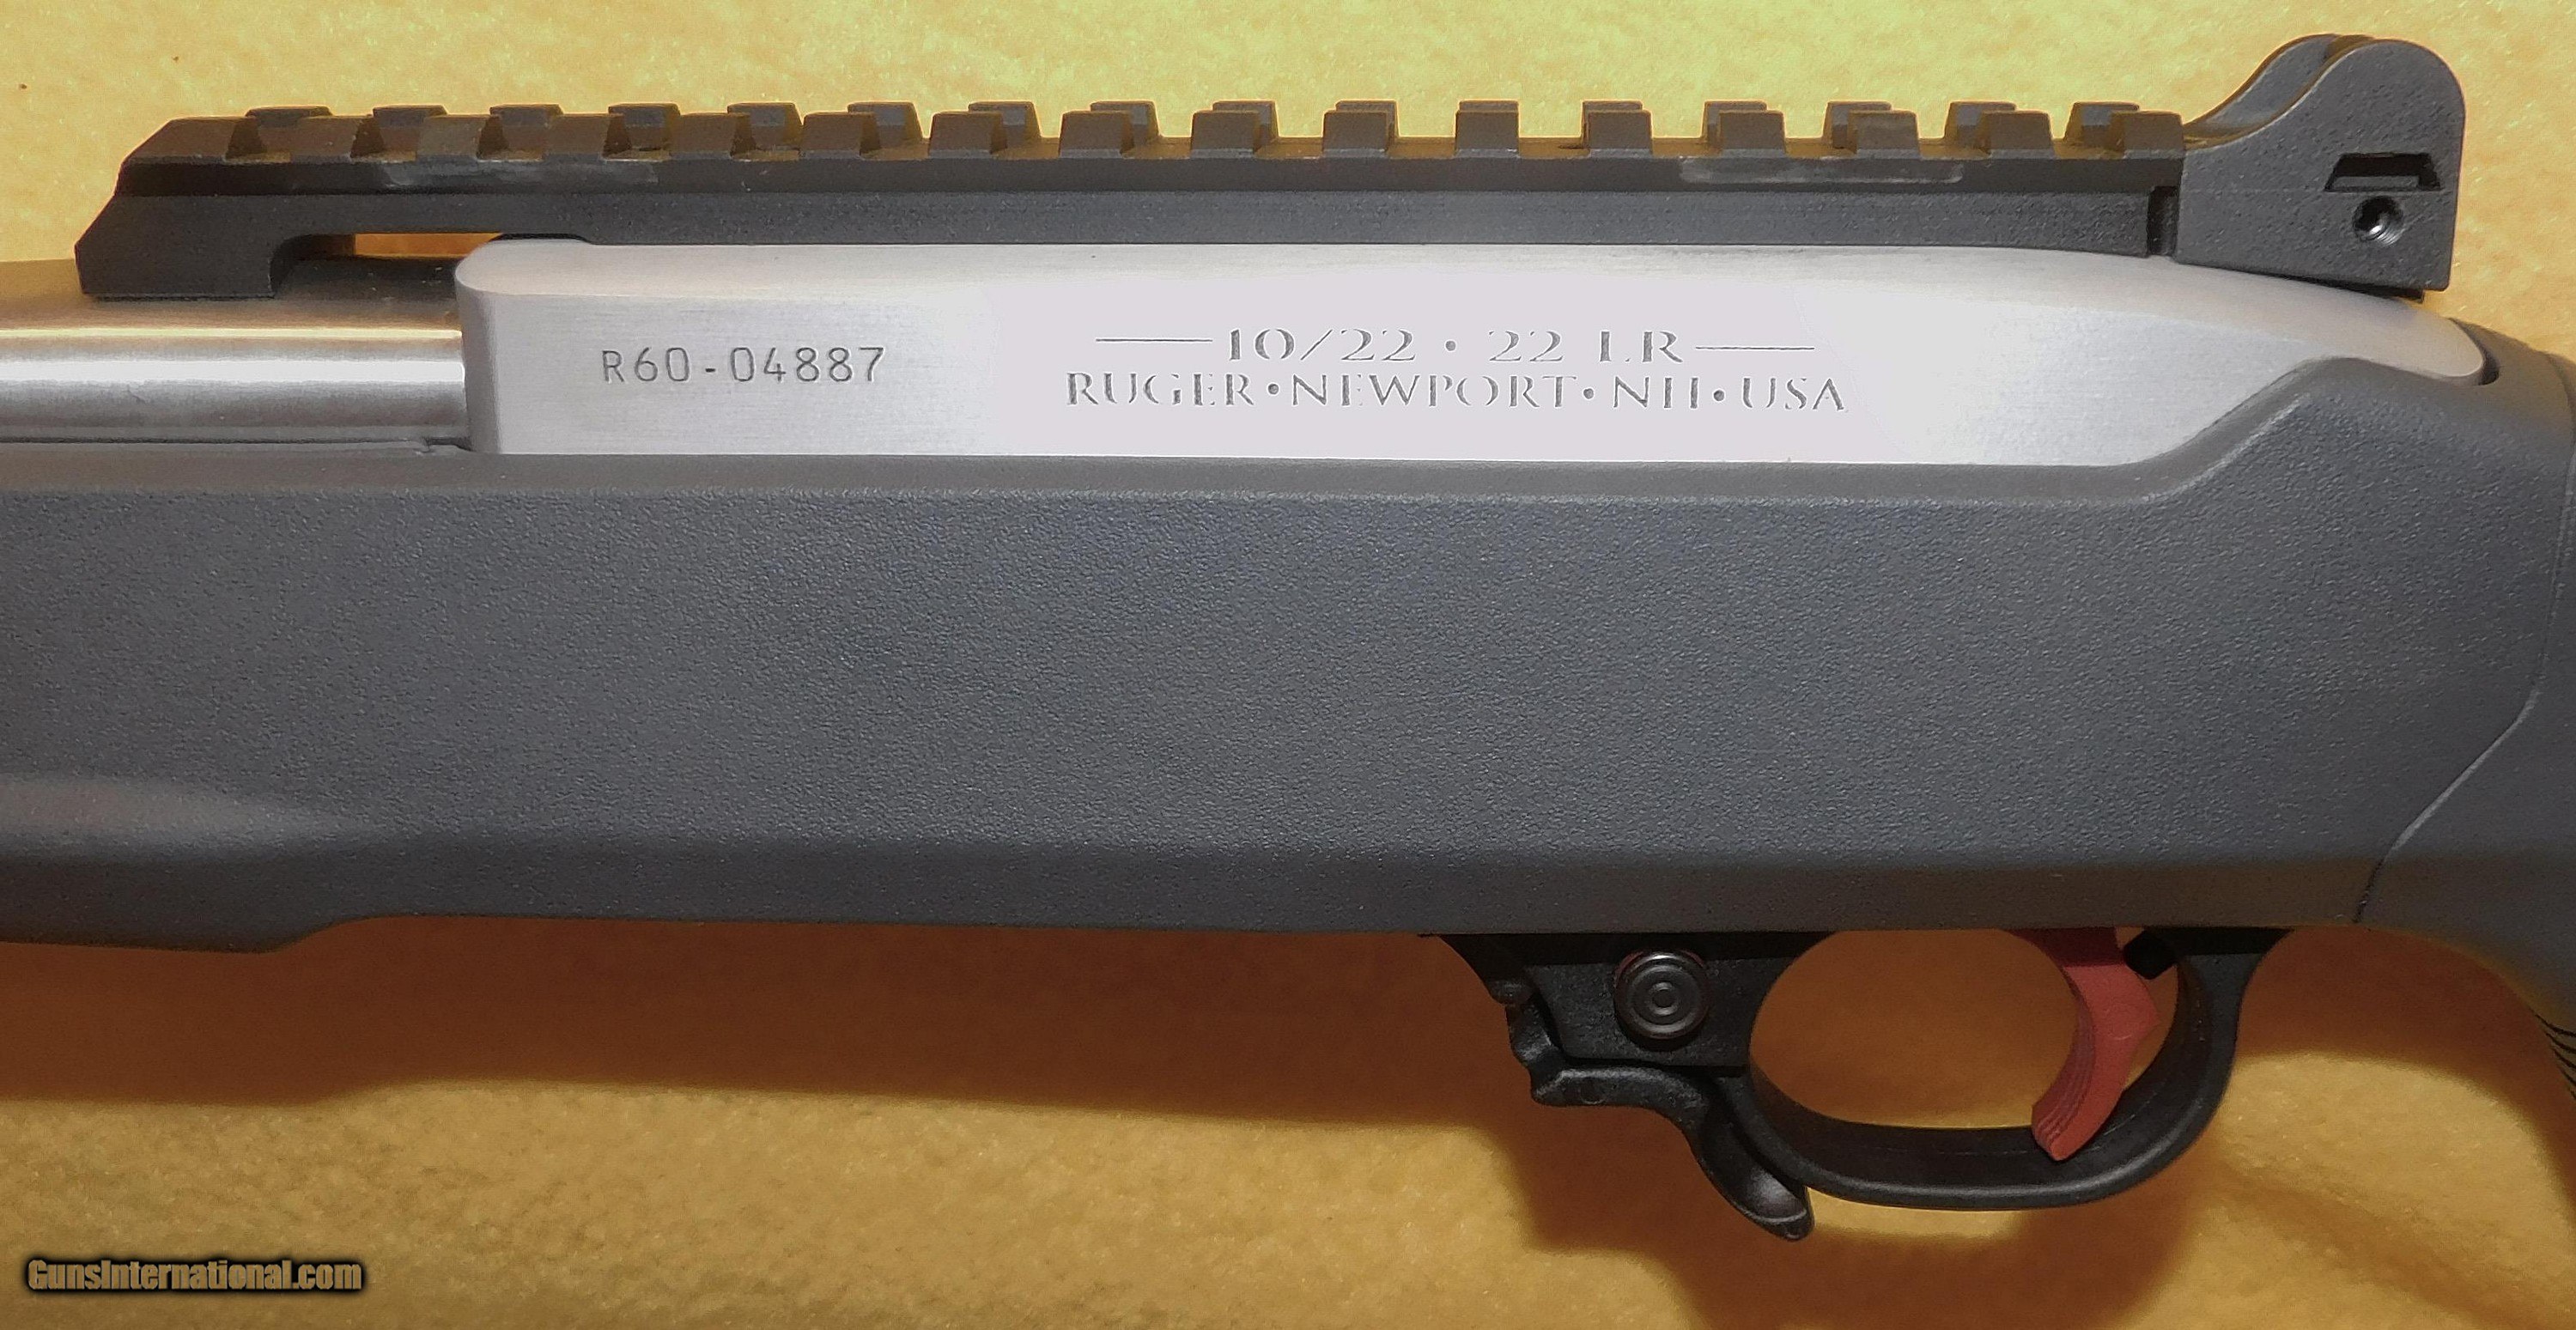 R60-04887
10/22 • 22 LR
RUGER•NEWPORT•NH•USA
GunsInternational.com